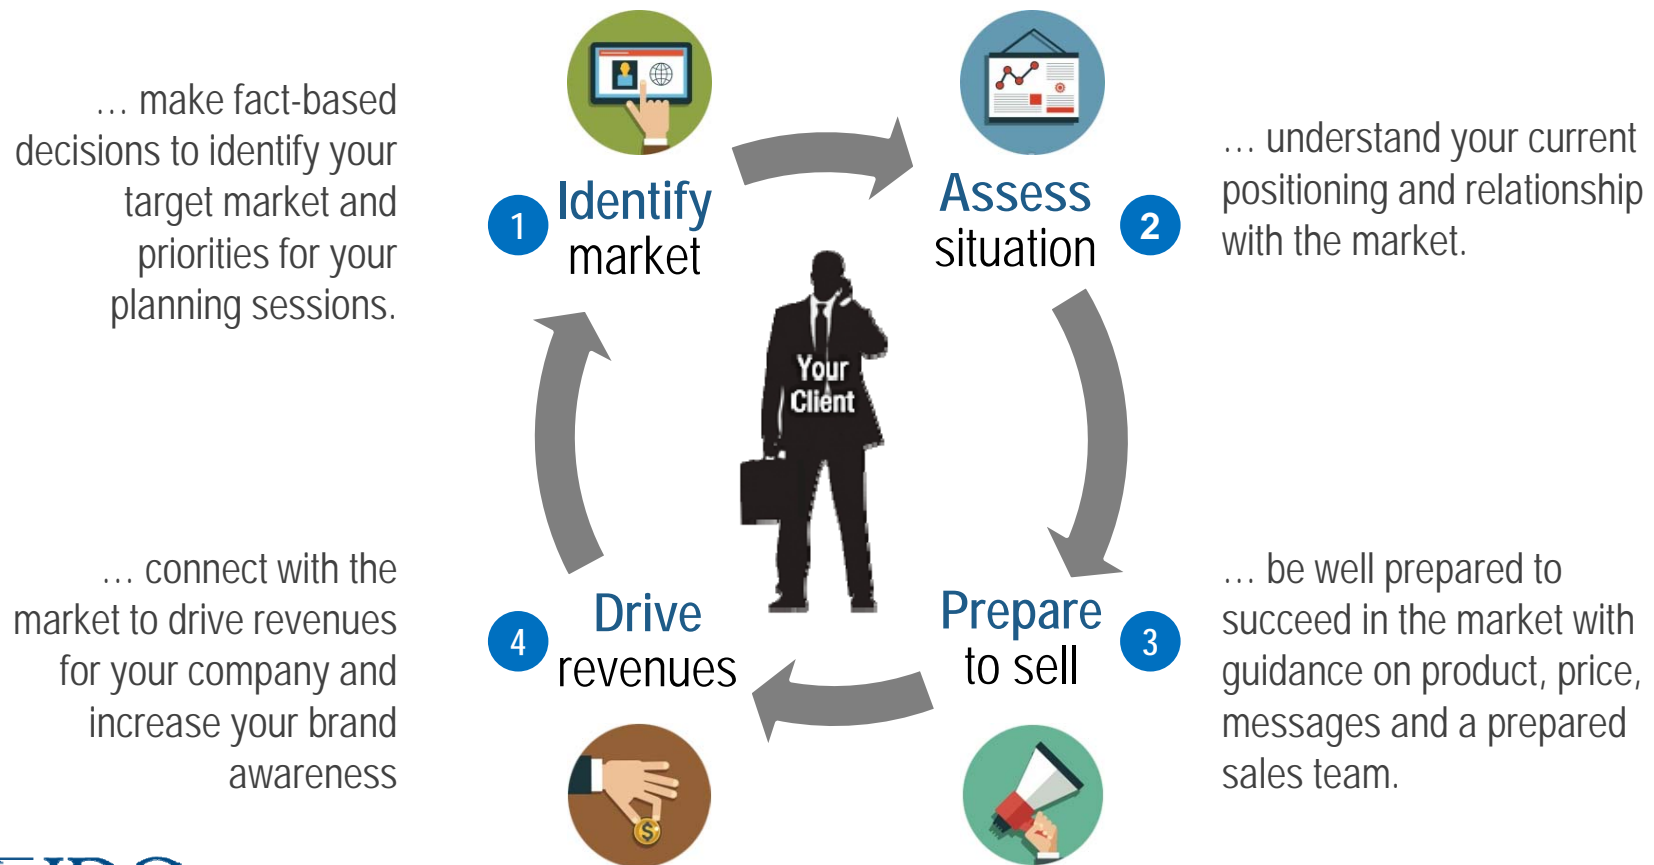 … make fact-based
decisions to identify your
target market and
priorities for your
planning sessions.
1
Identify
market
Assess
situation
2
… understand your current
positioning and relationship
with the market.
Your
Client
… connect with the
market to drive revenues
for your company and
increase your brand
awareness
4
Drive
revenues
Prepare
to sell
3
… be well prepared to
succeed in the market with
guidance on product, price,
messages and a prepared
sales team.